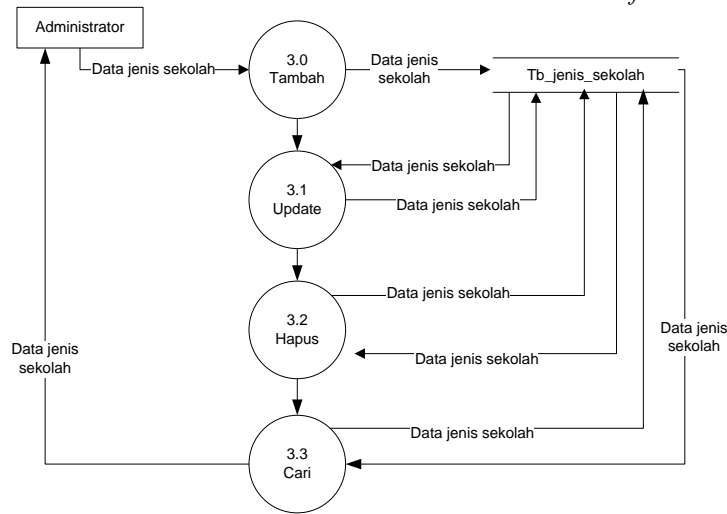 Administrator
Data jenis sekolah
3.0
Tambah
Data jenis
sekolah
Tb_jenis_sekolah
Data jenis sekolah
3.1
Update
Data jenis sekolah
3.2
Hapus
Data jenis sekolah
Data jenis
sekolah
Data jenis
sekolah
Data jenis sekolah
3.3
Cari
Data jenis sekolah